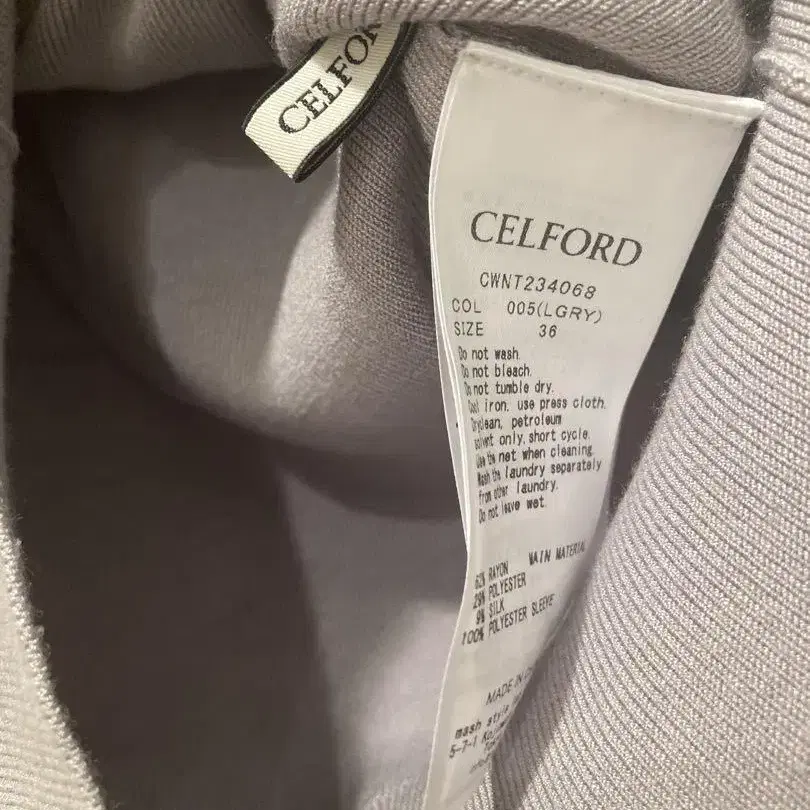 CELFOR
CELFORD
CWNT234068
COL 005(LGRY)
SIZE 36
Do not wash.
Do not bleach.
Do not tumble dry.
Cool iron, use press cloth.
Dryclean, petroleum
solvent only, short cycle.
Use the net when cleaning.
Wash the laundry separately
from other laundry.
Do not leave wet.
MAIN MATERIAL
62% RAYON
29% POLYESTER
9% SILK
100% POLYESTER SLEEVE
MADE IN
mash style
5-7-1